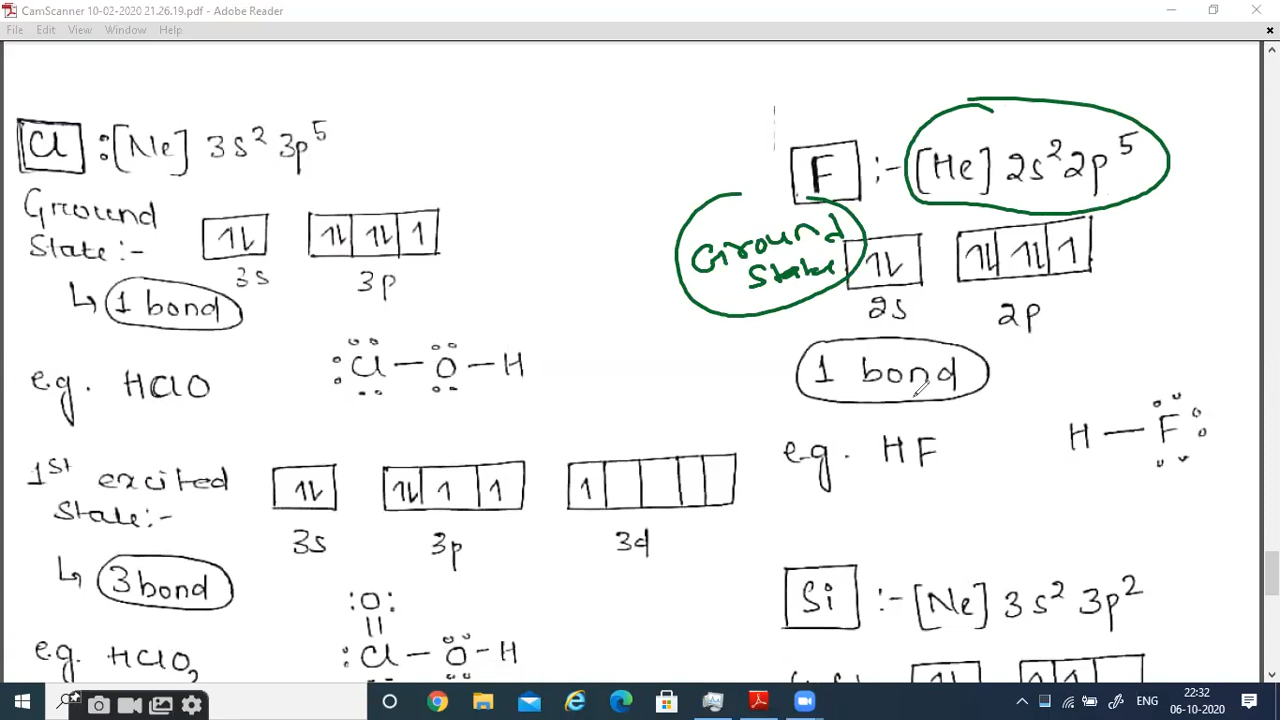 CamScanner 10-02-2020 21.26.19.pdf - Adobe Reader
File Edit View Window Help
Cl :[Ne] 3s² 3p⁵
Ground
State:-
3s
3p
↳ 1 bond
e.g. HClO
Cl — O — H
1st excited
State:-
3s
3p
3d
↳ 3 bond
:O:
e.g. HClO₂
:Cl — O - H
F :- [He] 2s² 2p⁵
Ground
State
2s
2p
1 bond
e.g. HF
H — F
Si :- [Ne] 3s² 3p²
ENG
22:32
06-10-2020